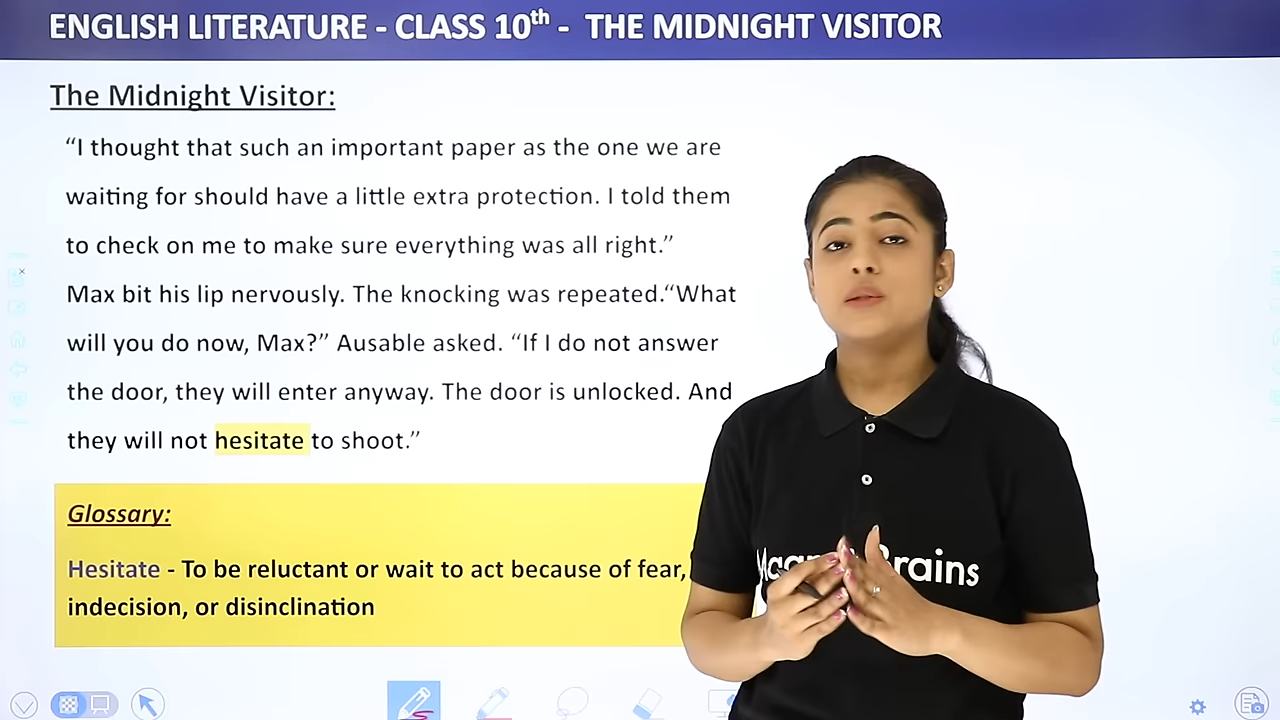 ENGLISH LITERATURE - CLASS 10th - THE MIDNIGHT VISITOR
The Midnight Visitor:
“I thought that such an important paper as the one we are
waiting for should have a little extra protection. I told them
to check on me to make sure everything was all right.”
Max bit his lip nervously. The knocking was repeated.“What
will you do now, Max?” Ausable asked. “If I do not answer
the door, they will enter anyway. The door is unlocked. And
they will not hesitate to shoot.”
Glossary:
Hesitate - To be reluctant or wait to act because of fear,
indecision, or disinclination